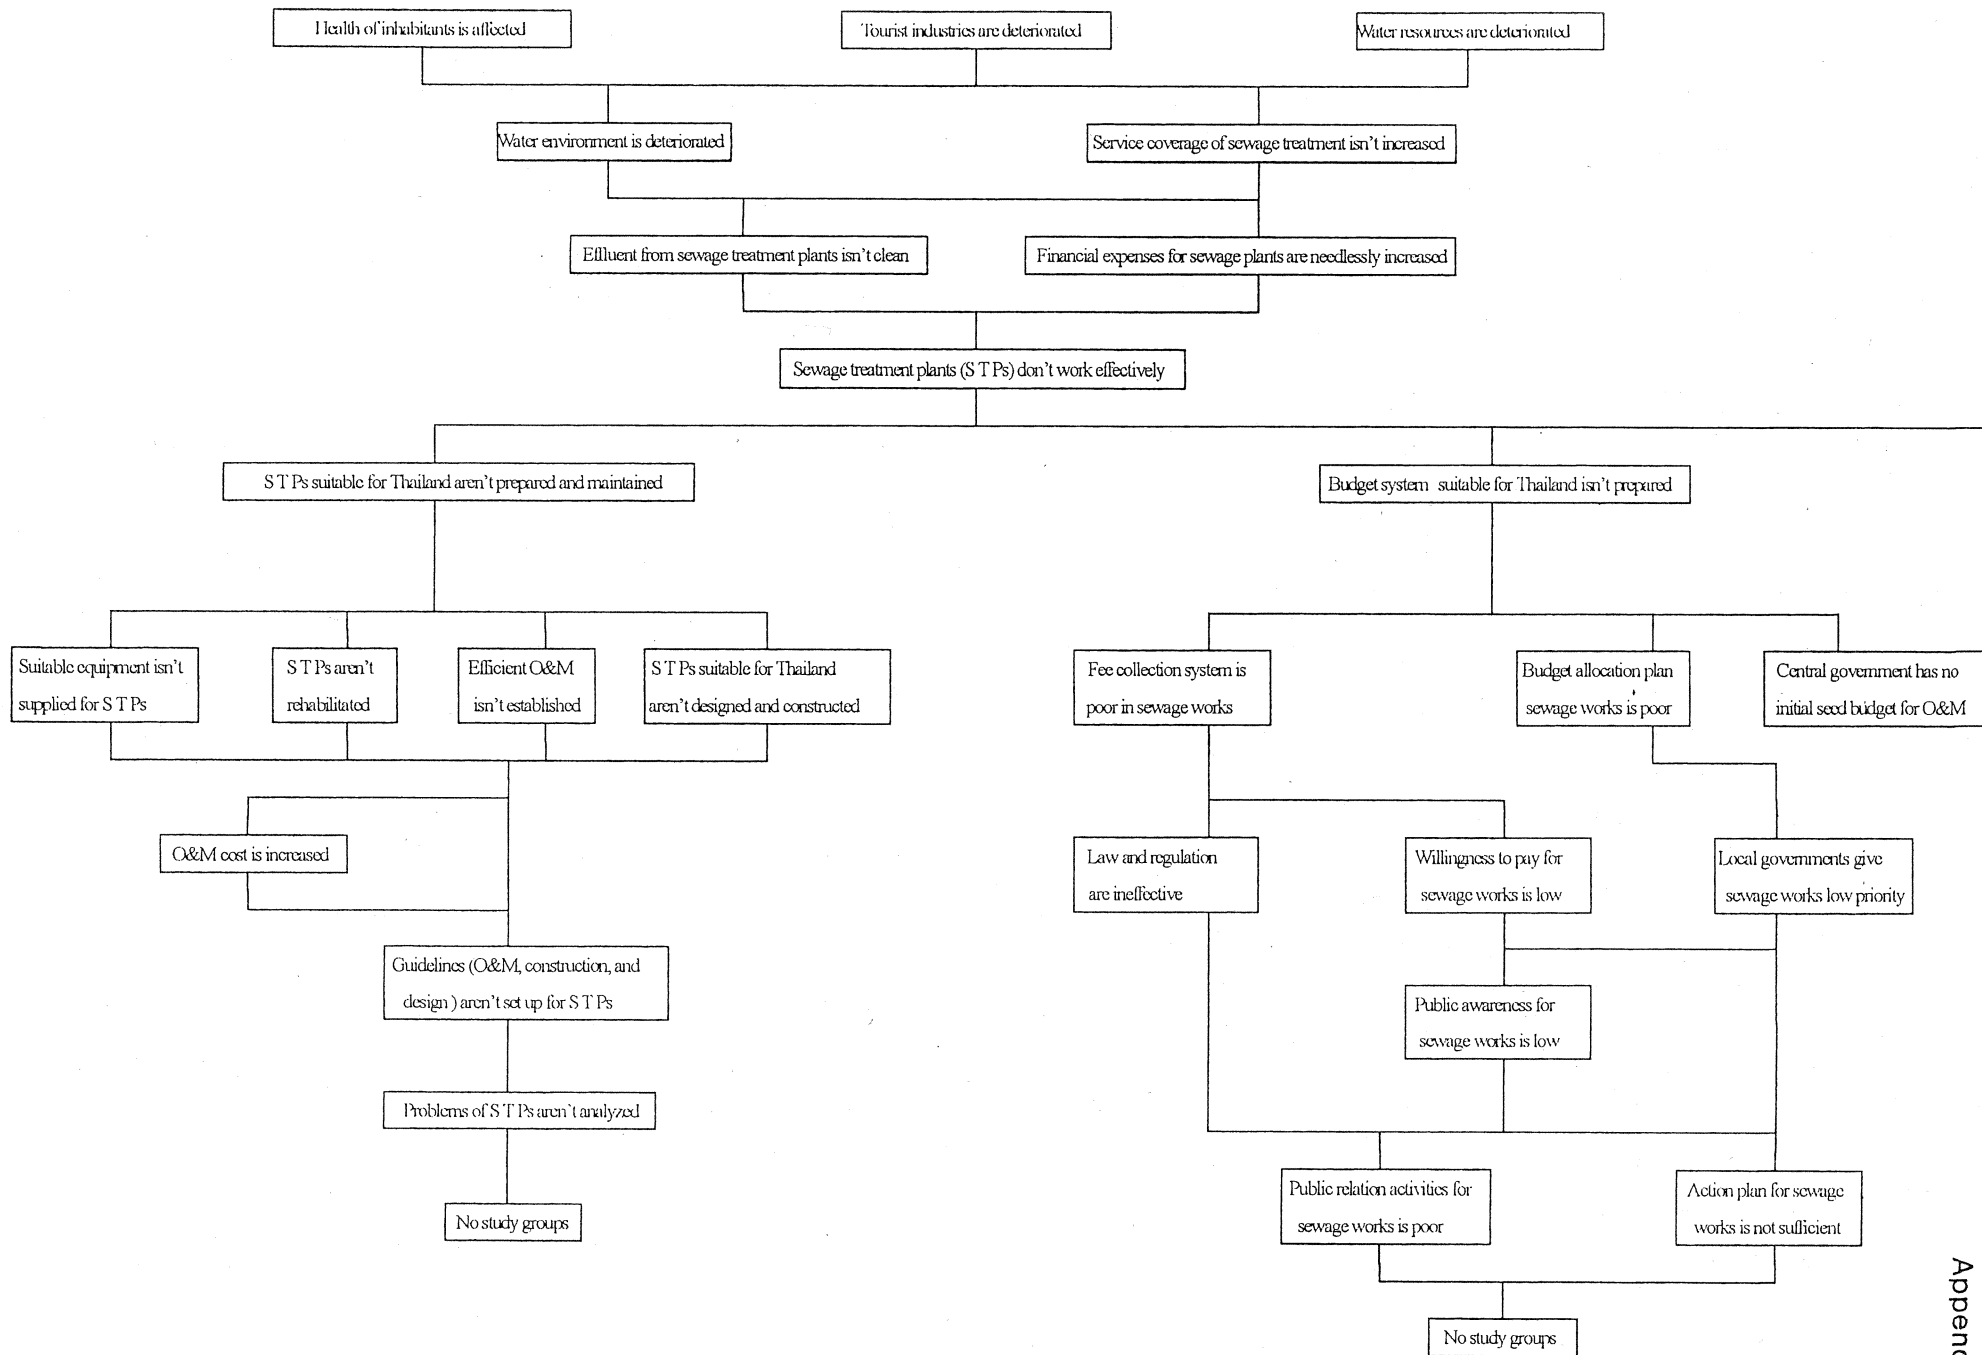 Health of inhabitants is affected
Tourist industries are deteriorated
Water resources are deteriorated
Water environment is deteriorated
Service coverage of sewage treatment isn't increased
Effluent from sewage treatment plants isn't clean
Financial expenses for sewage plants are needlessly increased
Sewage treatment plants (S T Ps) don't work effectively
S T Ps suitable for Thailand aren't prepared and maintained
Budget system suitable for Thailand isn't prepared
Suitable equipment isn't
supplied for S T Ps
S T Ps aren't
rehabilitated
Efficient O&M
isn't established
S T Ps suitable for Thailand
aren't designed and constructed
Fee collection system is
poor in sewage works
Budget allocation plan
sewage works is poor
Central government has no
initial seed budget for O&M
O&M cost is increased
Law and regulation
are ineffective
Willingness to pay for
sewage works is low
Local governments give
sewage works low priority
Guidelines (O&M, construction, and
design ) aren't set up for S T Ps
Public awareness for
sewage works is low
Problems of S T Ps aren't analyzed
Public relation activities for
sewage works is poor
Action plan for sewage
works is not sufficient
No study groups
No study groups